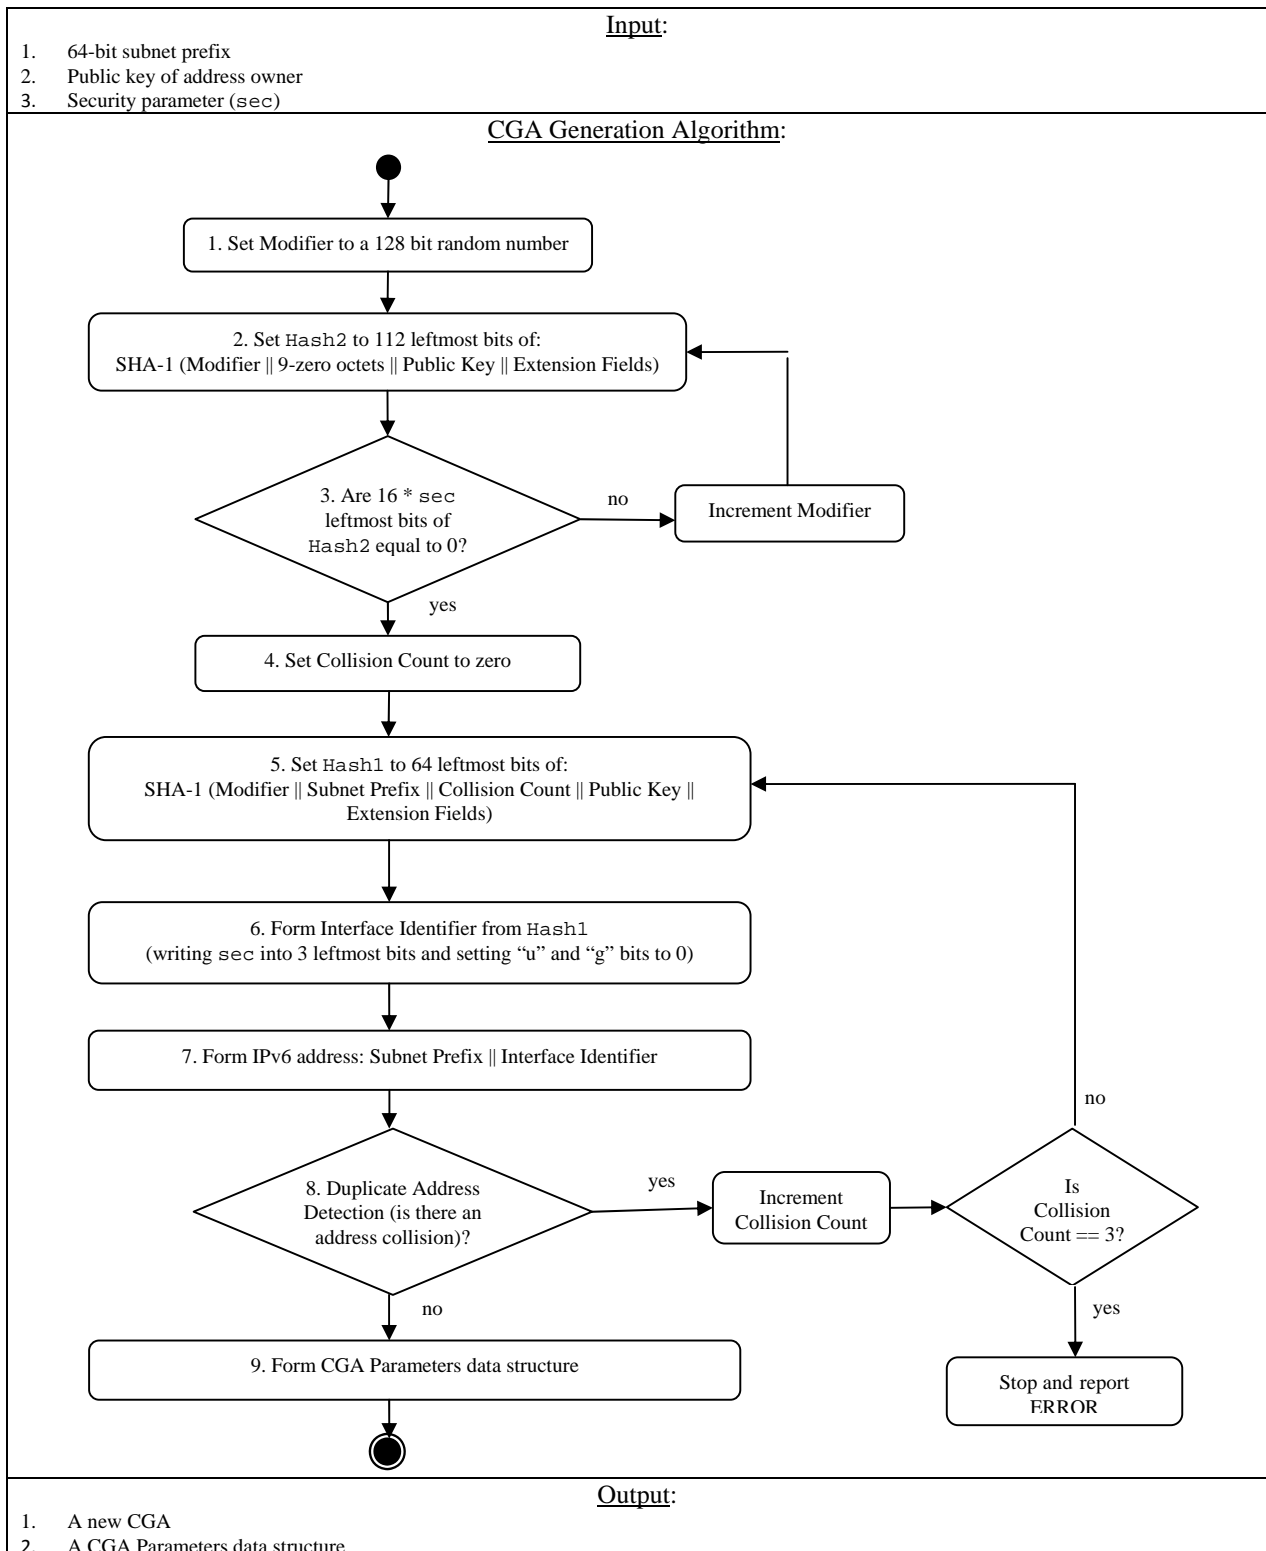 Input:
1. 64-bit subnet prefix
2. Public key of address owner
3. Security parameter (sec)
CGA Generation Algorithm:
1. Set Modifier to a 128 bit random number
2. Set Hash2 to 112 leftmost bits of:
SHA-1 (Modifier || 9-zero octets || Public Key || Extension Fields)
3. Are 16 * sec
leftmost bits of
Hash2 equal to 0?
no
Increment Modifier
yes
4. Set Collision Count to zero
5. Set Hash1 to 64 leftmost bits of:
SHA-1 (Modifier || Subnet Prefix || Collision Count || Public Key ||
Extension Fields)
6. Form Interface Identifier from Hash1
(writing sec into 3 leftmost bits and setting “u” and “g” bits to 0)
7. Form IPv6 address: Subnet Prefix || Interface Identifier
8. Duplicate Address
Detection (is there an
address collision)?
yes
Increment
Collision Count
Is
Collision
Count == 3?
no
yes
Stop and report
ERROR
no
9. Form CGA Parameters data structure
Output:
1. A new CGA
2. A CGA Parameters data structure